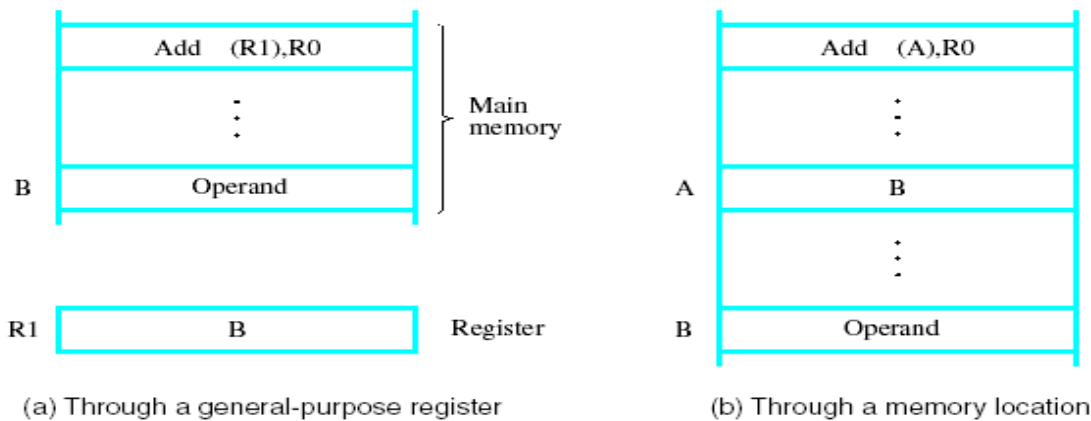 Add (R1),R0
Main
memory
B Operand
R1 B Register
(a) Through a general-purpose register
Add (A),R0
A B
B Operand
(b) Through a memory location